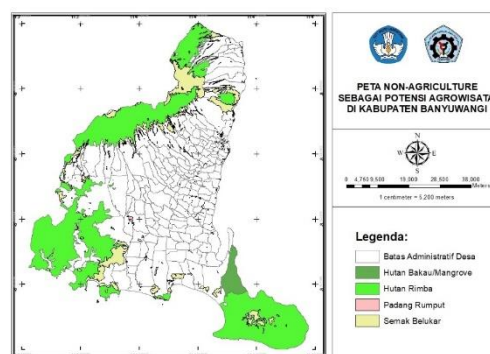 PETA NON-AGRICULTURE
SEBAGAI POTENSI AGROWISATA
DI KABUPATEN BANYUWANGI
N
W E
S
0 4,750 9,500 19,000 28,500 38,000
Meters
1 centimeter = 5,200 meters
Legenda:
Batas Administratif Desa
Hutan Bakau/Mangrove
Hutan Rimba
Padang Rumput
Semak Belukar